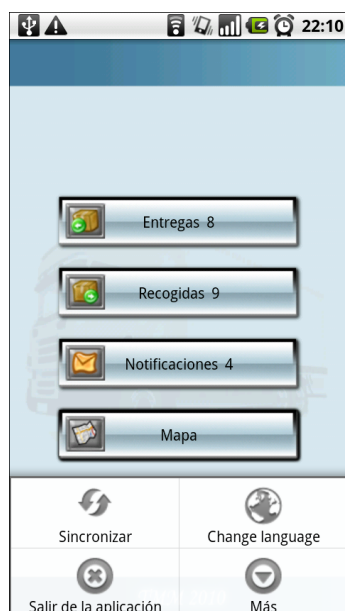 22:10
Entregas 8
Recogidas 9
Notificaciones 4
Mapa
Sincronizar
Change language
Salir de la aplicación
Más